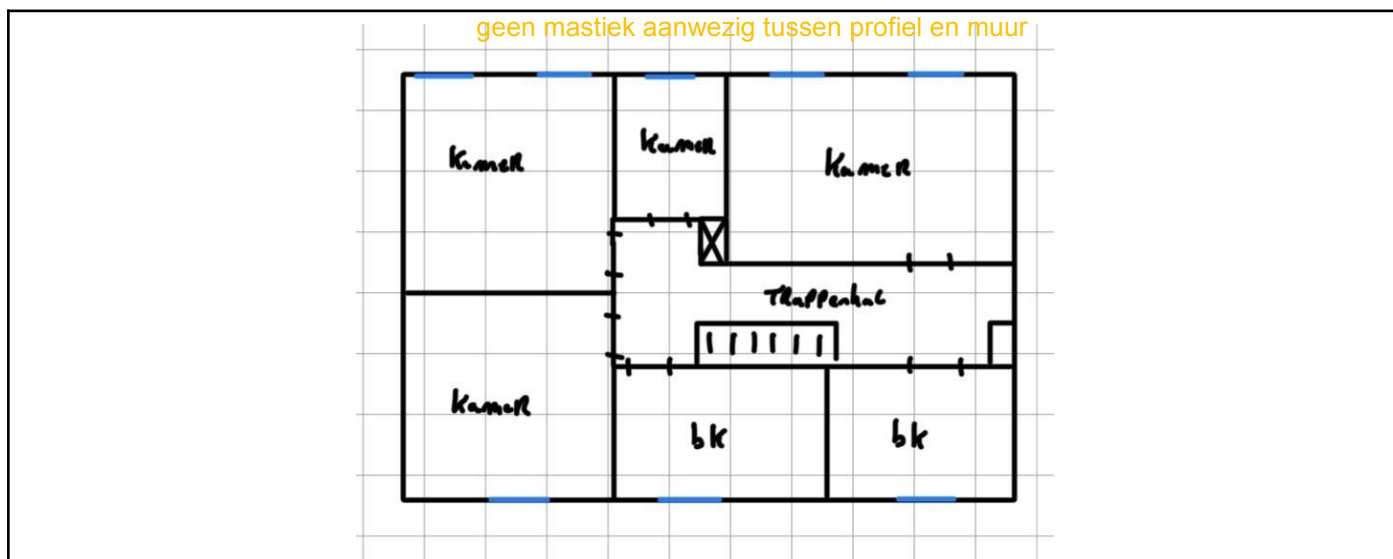 geen mastiek aanwezig tussen profiel en muur
Kamer
Kamer
Kamer
Trappenhal
Kamer
bk
bk